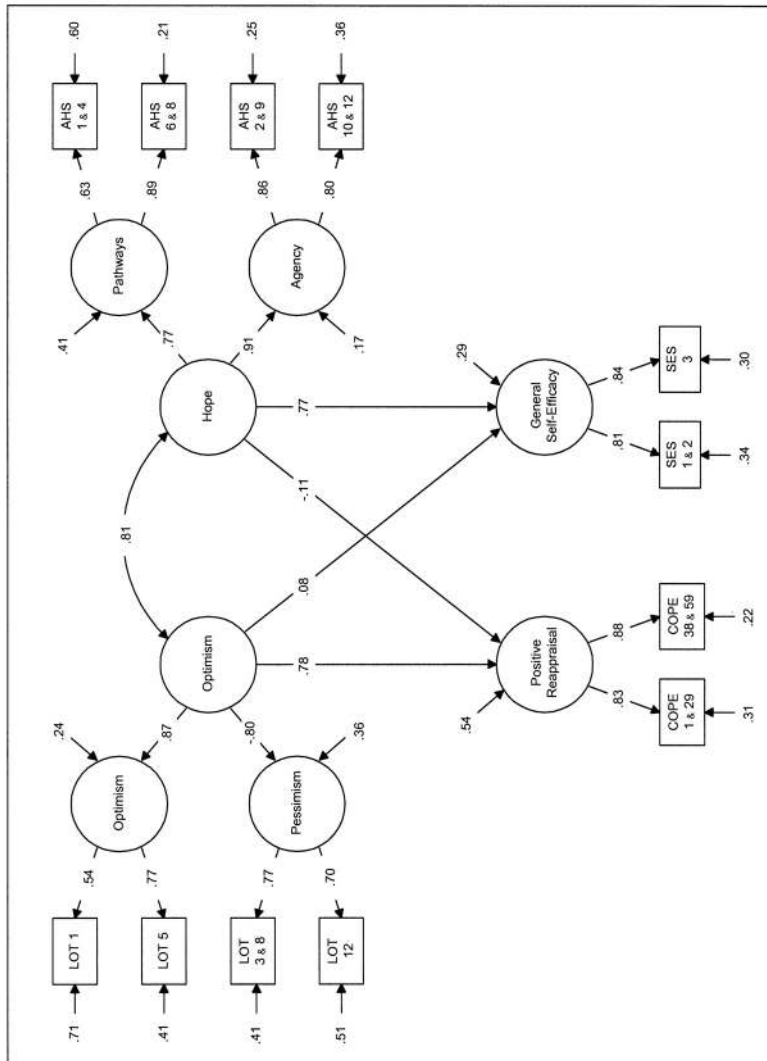 .71
LOT 1
.54
.41
LOT 5
.77
.41
LOT
3 & 8
.77
.51
LOT
12
.70
Optimism
.24
.87
Pessimism
.36
-.80
Optimism
.81
Hope
.77
.41
Pathways
.63
AHS
1 & 4
.60
.89
AHS
6 & 8
.21
.91
.17
Agency
.86
AHS
2 & 9
.25
.80
AHS
10 & 12
.36
.78
.08
-.11
.77
.54
Positive
Reappraisal
.29
General
Self-Efficacy
.83
.88
.81
.84
COPE
1 & 29
COPE
38 & 59
SES
1 & 2
SES
3
.31
.22
.34
.30